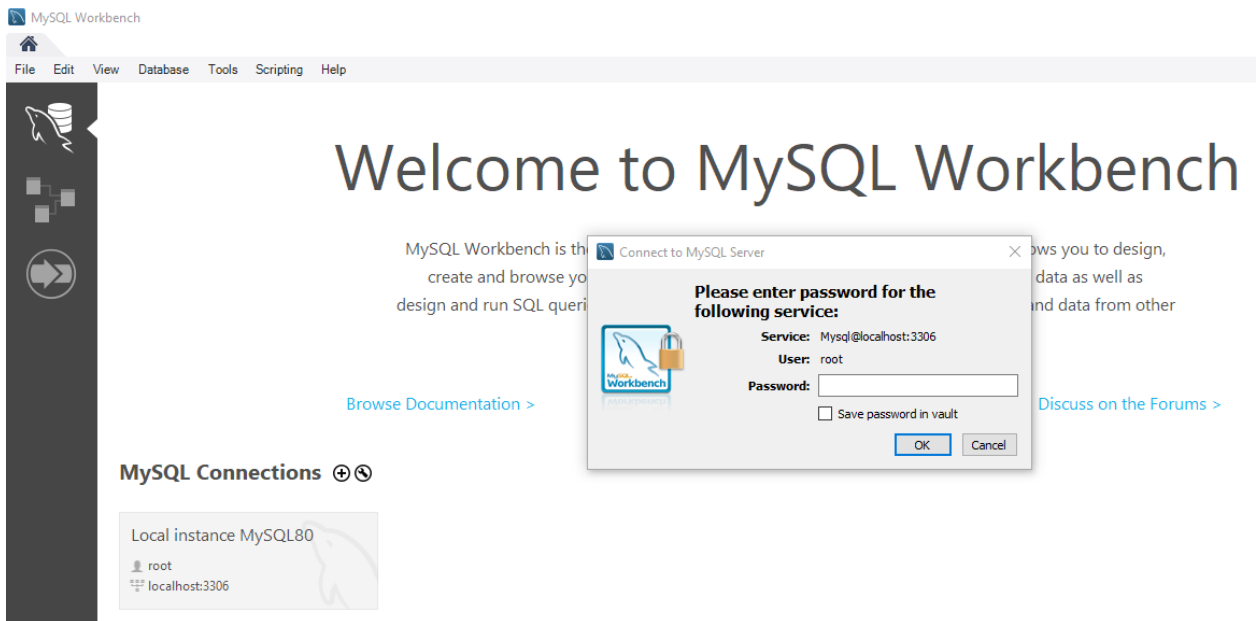 MySQL Workbench
File Edit View Database Tools Scripting Help
Welcome to MySQL Workbench
MySQL Workbench is th
ows you to design,
create and browse yo
data as well as
design and run SQL queri
and data from other
Browse Documentation >
Discuss on the Forums >
Connect to MySQL Server
Please enter password for the
following service:
Service: Mysql@localhost:3306
User: root
Password:
Save password in vault
OK Cancel
MySQL
Workbench
MySQL Connections
Local instance MySQL80
root
localhost:3306